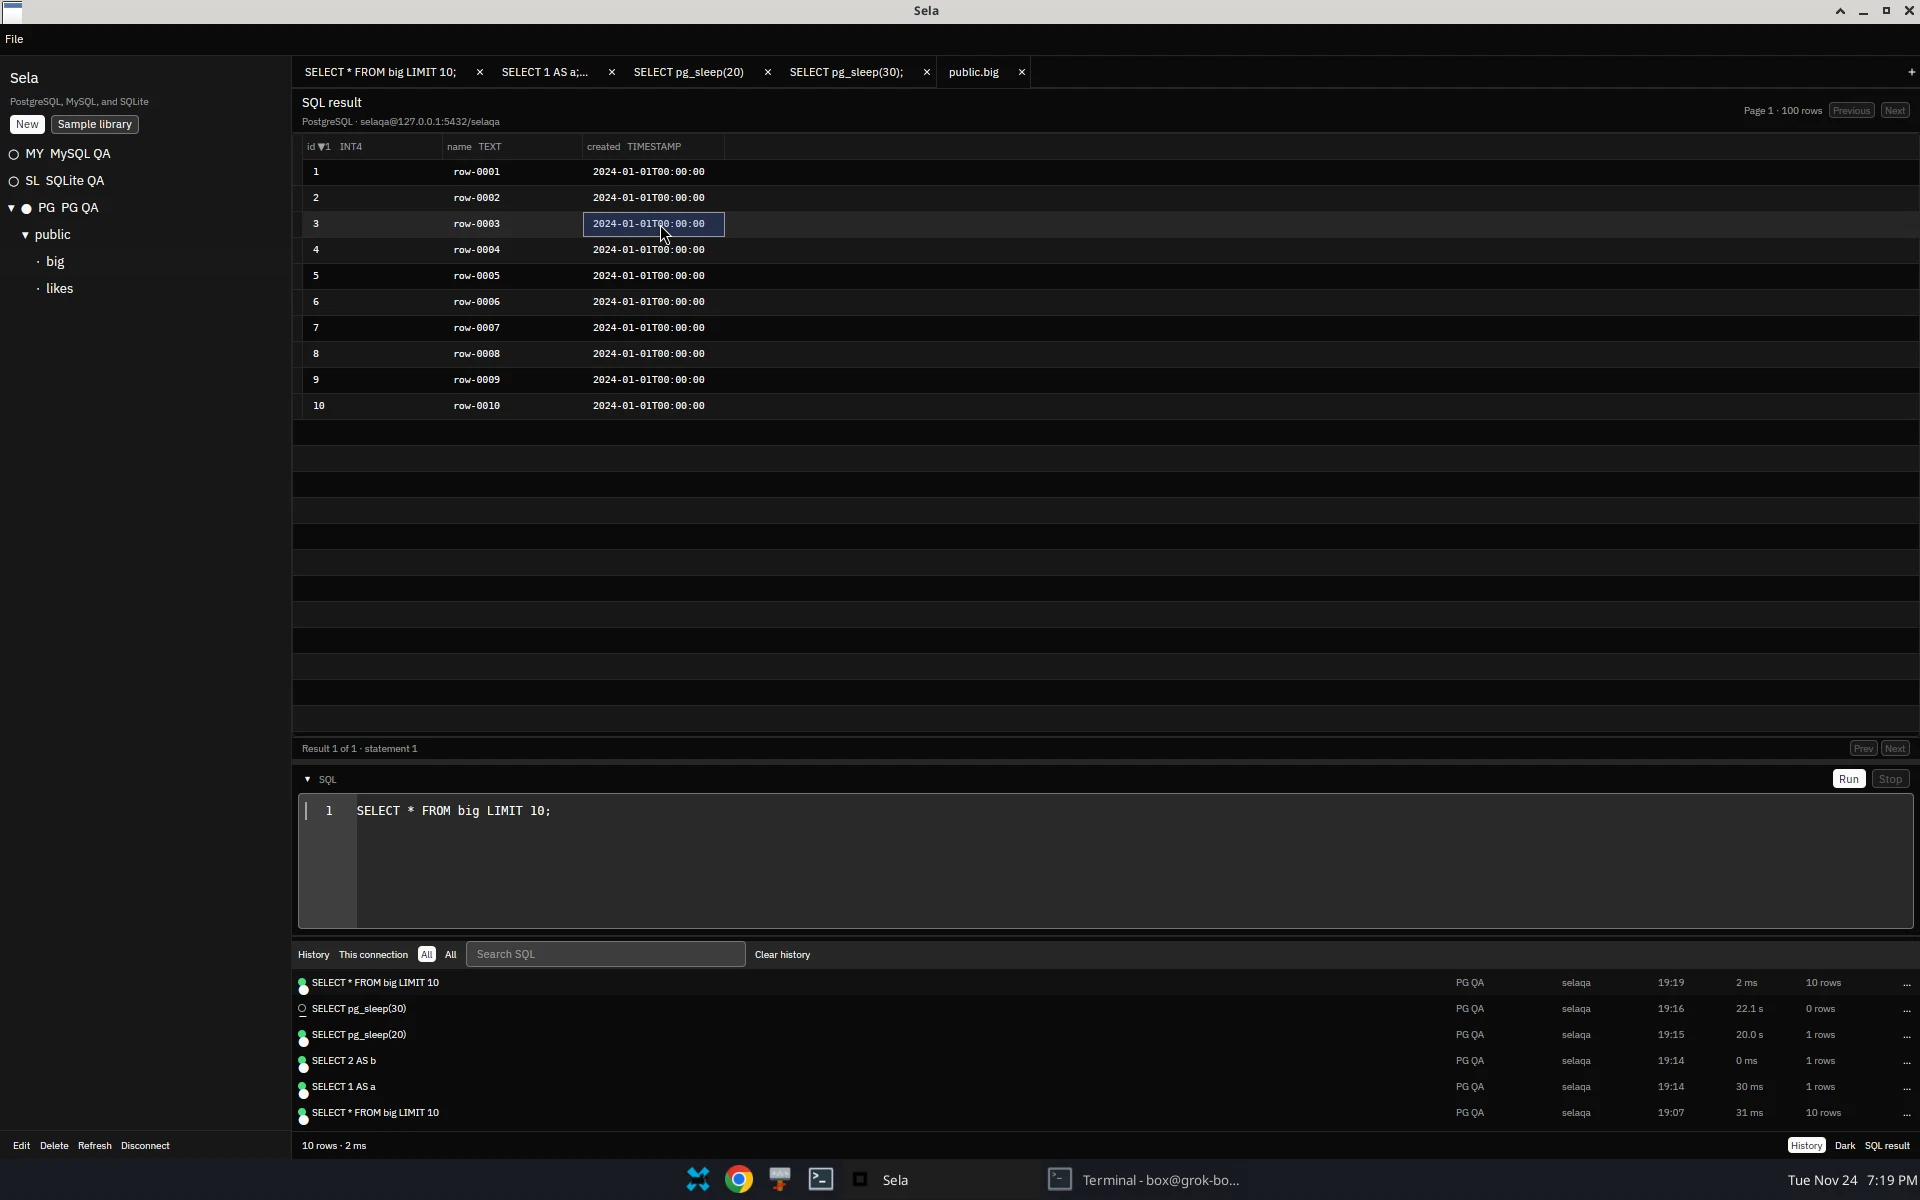 Sela
File
Sela
PostgreSQL, MySQL, and SQLite
New Sample library
MY MySQL QA
SL SQLite QA
▼ PG PG QA
▼ public
· big
· likes
SELECT * FROM big LIMIT 10; × SELECT 1 AS a;... × SELECT pg_sleep(20) × SELECT pg_sleep(30); × public.big × +
SQL result
PostgreSQL · selaqa@127.0.0.1:5432/selaqa
Page 1 · 100 rows Previous Next
id ▼1 INT4 name TEXT created TIMESTAMP
1 row-0001 2024-01-01T00:00:00
2 row-0002 2024-01-01T00:00:00
3 row-0003 2024-01-01T00:00:00
4 row-0004 2024-01-01T00:00:00
5 row-0005 2024-01-01T00:00:00
6 row-0006 2024-01-01T00:00:00
7 row-0007 2024-01-01T00:00:00
8 row-0008 2024-01-01T00:00:00
9 row-0009 2024-01-01T00:00:00
10 row-0010 2024-01-01T00:00:00
Result 1 of 1 · statement 1 Prev Next
▼ SQL Run Stop
1 SELECT * FROM big LIMIT 10;
History This connection All All Search SQL Clear history
SELECT * FROM big LIMIT 10 PG QA selaqa 19:19 2 ms 10 rows ...
SELECT pg_sleep(30) PG QA selaqa 19:16 22.1 s 0 rows ...
SELECT pg_sleep(20) PG QA selaqa 19:15 20.0 s 1 rows ...
SELECT 2 AS b PG QA selaqa 19:14 0 ms 1 rows ...
SELECT 1 AS a PG QA selaqa 19:14 30 ms 1 rows ...
SELECT * FROM big LIMIT 10 PG QA selaqa 19:07 31 ms 10 rows ...
Edit Delete Refresh Disconnect
10 rows · 2 ms
History Dark SQL result
Sela
Terminal - box@grok-bo...
Tue Nov 24 7:19 PM